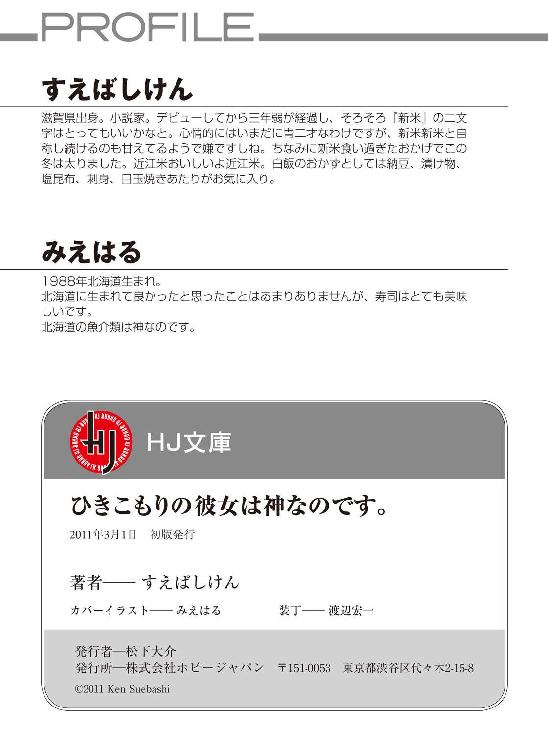 PROFILE
すえばしけん
滋賀県出身。小説家。デビューしてから三年弱が経過し、そろそろ『新米』の二文
字はとってもいいかなと。心情的にはいまだに青二才なわけですが、新米新米と自
称し続けるのも甘えてるようで嫌ですしね。ちなみに新米食い過ぎたおかげでこの
冬は太りました。近江米おいしいよ近江米。白飯のおかずとしては納豆、漬け物、
塩昆布、刺身、目玉焼きあたりがお気に入り。
みえはる
1988年北海道生まれ。
北海道に生まれて良かったと思ったことはあまりありませんが、寿司はとても美味
しいです。
北海道の魚介類は神なのです。
HJ
HJ文庫
ひきこもりの彼女は神なのです。
2011年3月1日　初版発行
著者── すえばしけん
カバーイラスト── みえはる　装丁── 渡辺宏一
発行者─松下大介
発行所─株式会社ホビージャパン　〒151-0053　東京都渋谷区代々木2-15-8
©2011 Ken Suebashi